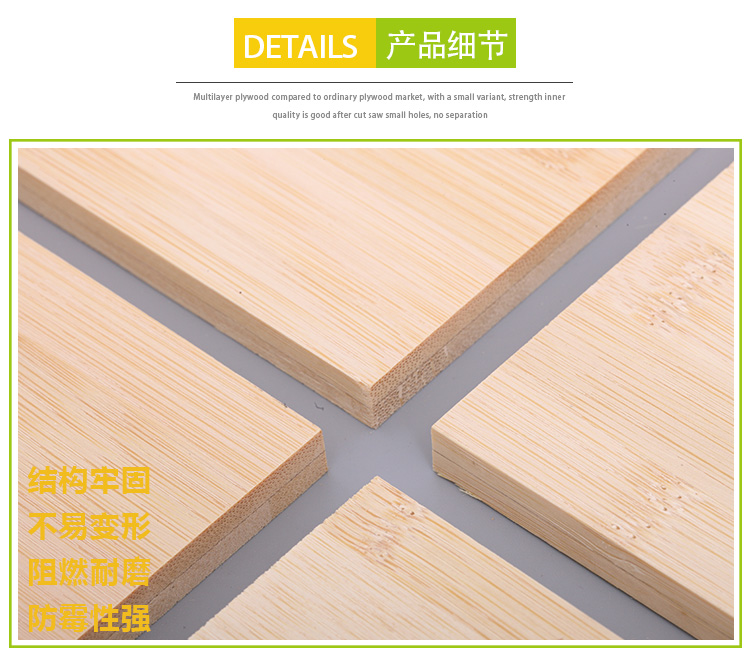 DETAILS 产品细节
Multilayer plywood compared to ordinary plywood market, with a small variant, strength inner
quality is good after cut saw small holes, no separation
结构牢固
不易变形
阻燃耐磨
防霉性强